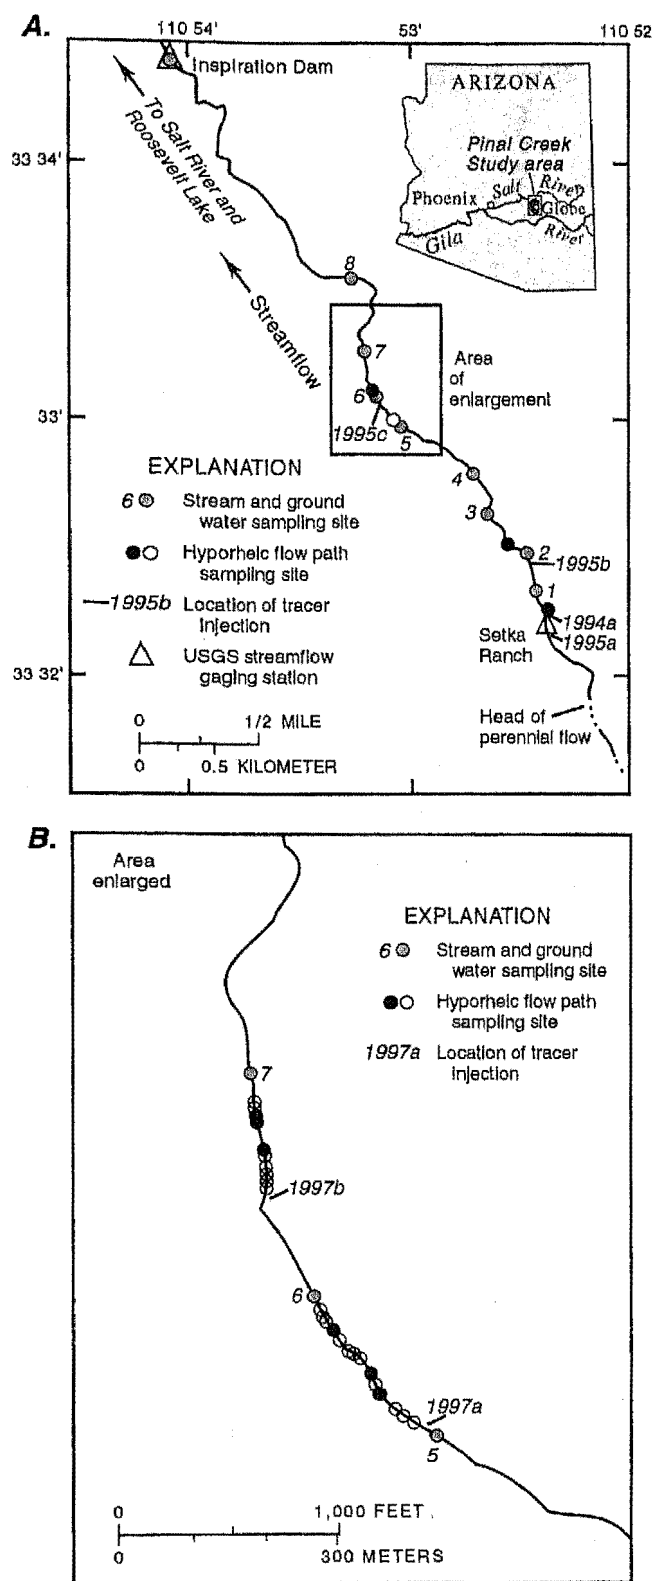 A.
110 54'
53'
110 52
Inspiration Dam
To Salt River and
Roosevelt Lake
ARIZONA
Pinal Creek
Study area
Phoenix
Salt
River
Globe
Gila
River
33 34'
8
Streamflow
7
Area
of
enlargement
6
1995c
5
33'
EXPLANATION
6 Stream and ground
water sampling site
Hyporheic flow path
sampling site
1995b Location of tracer
injection
USGS streamflow
gaging station
4
3
2
1995b
1
1994a
1995a
Setka
Ranch
33 32'
Head of
perennial flow
0 1/2 MILE
0 0.5 KILOMETER
B.
Area
enlarged
EXPLANATION
6 Stream and ground
water sampling site
Hyporheic flow path
sampling site
1997a Location of tracer
injection
7
1997b
6
1997a
5
0 1,000 FEET
0 300 METERS